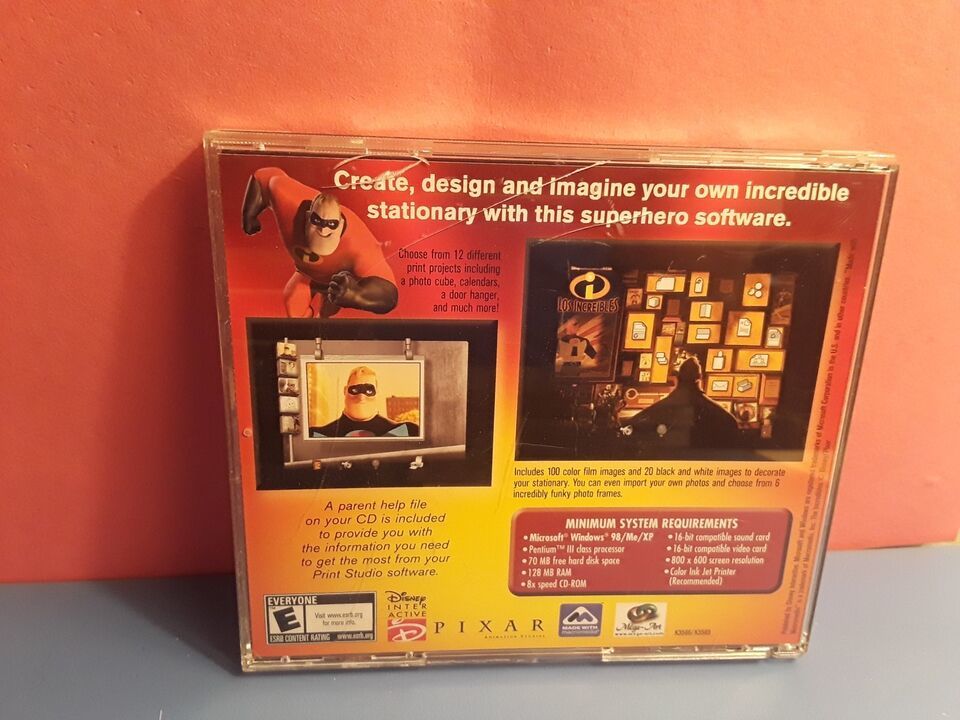 Create, design and imagine your own incredible
stationary with this superhero software.
Choose from 12 different
print projects including
a photo cube, calendars,
a door hanger,
and much more!
LOS INCREIBLES
Includes 100 color film images and 20 black and white images to decorate
your stationary. You can even import your own photos and choose from 6
incredibly funky photo frames.
A parent help file
on your CD is included
to provide you with
the information you need
to get the most from your
Print Studio software.
MINIMUM SYSTEM REQUIREMENTS
• Microsoft® Windows® 98/Me/XP
• Pentium™ III class processor
• 70 MB free hard disk space
• 128 MB RAM
• 8x speed CD-ROM
• 16-bit compatible sound card
• 16-bit compatible video card
• 800 x 600 screen resolution
• Color Ink Jet Printer
(Recommended)
EVERYONE
E
Visit www.esrb.org
for more info.
ESRB CONTENT RATING www.esrb.org
Disney
INTER
ACTIVE
PIXAR
ANIMATION STUDIOS
MADE WITH
macromedia
Mega-Art